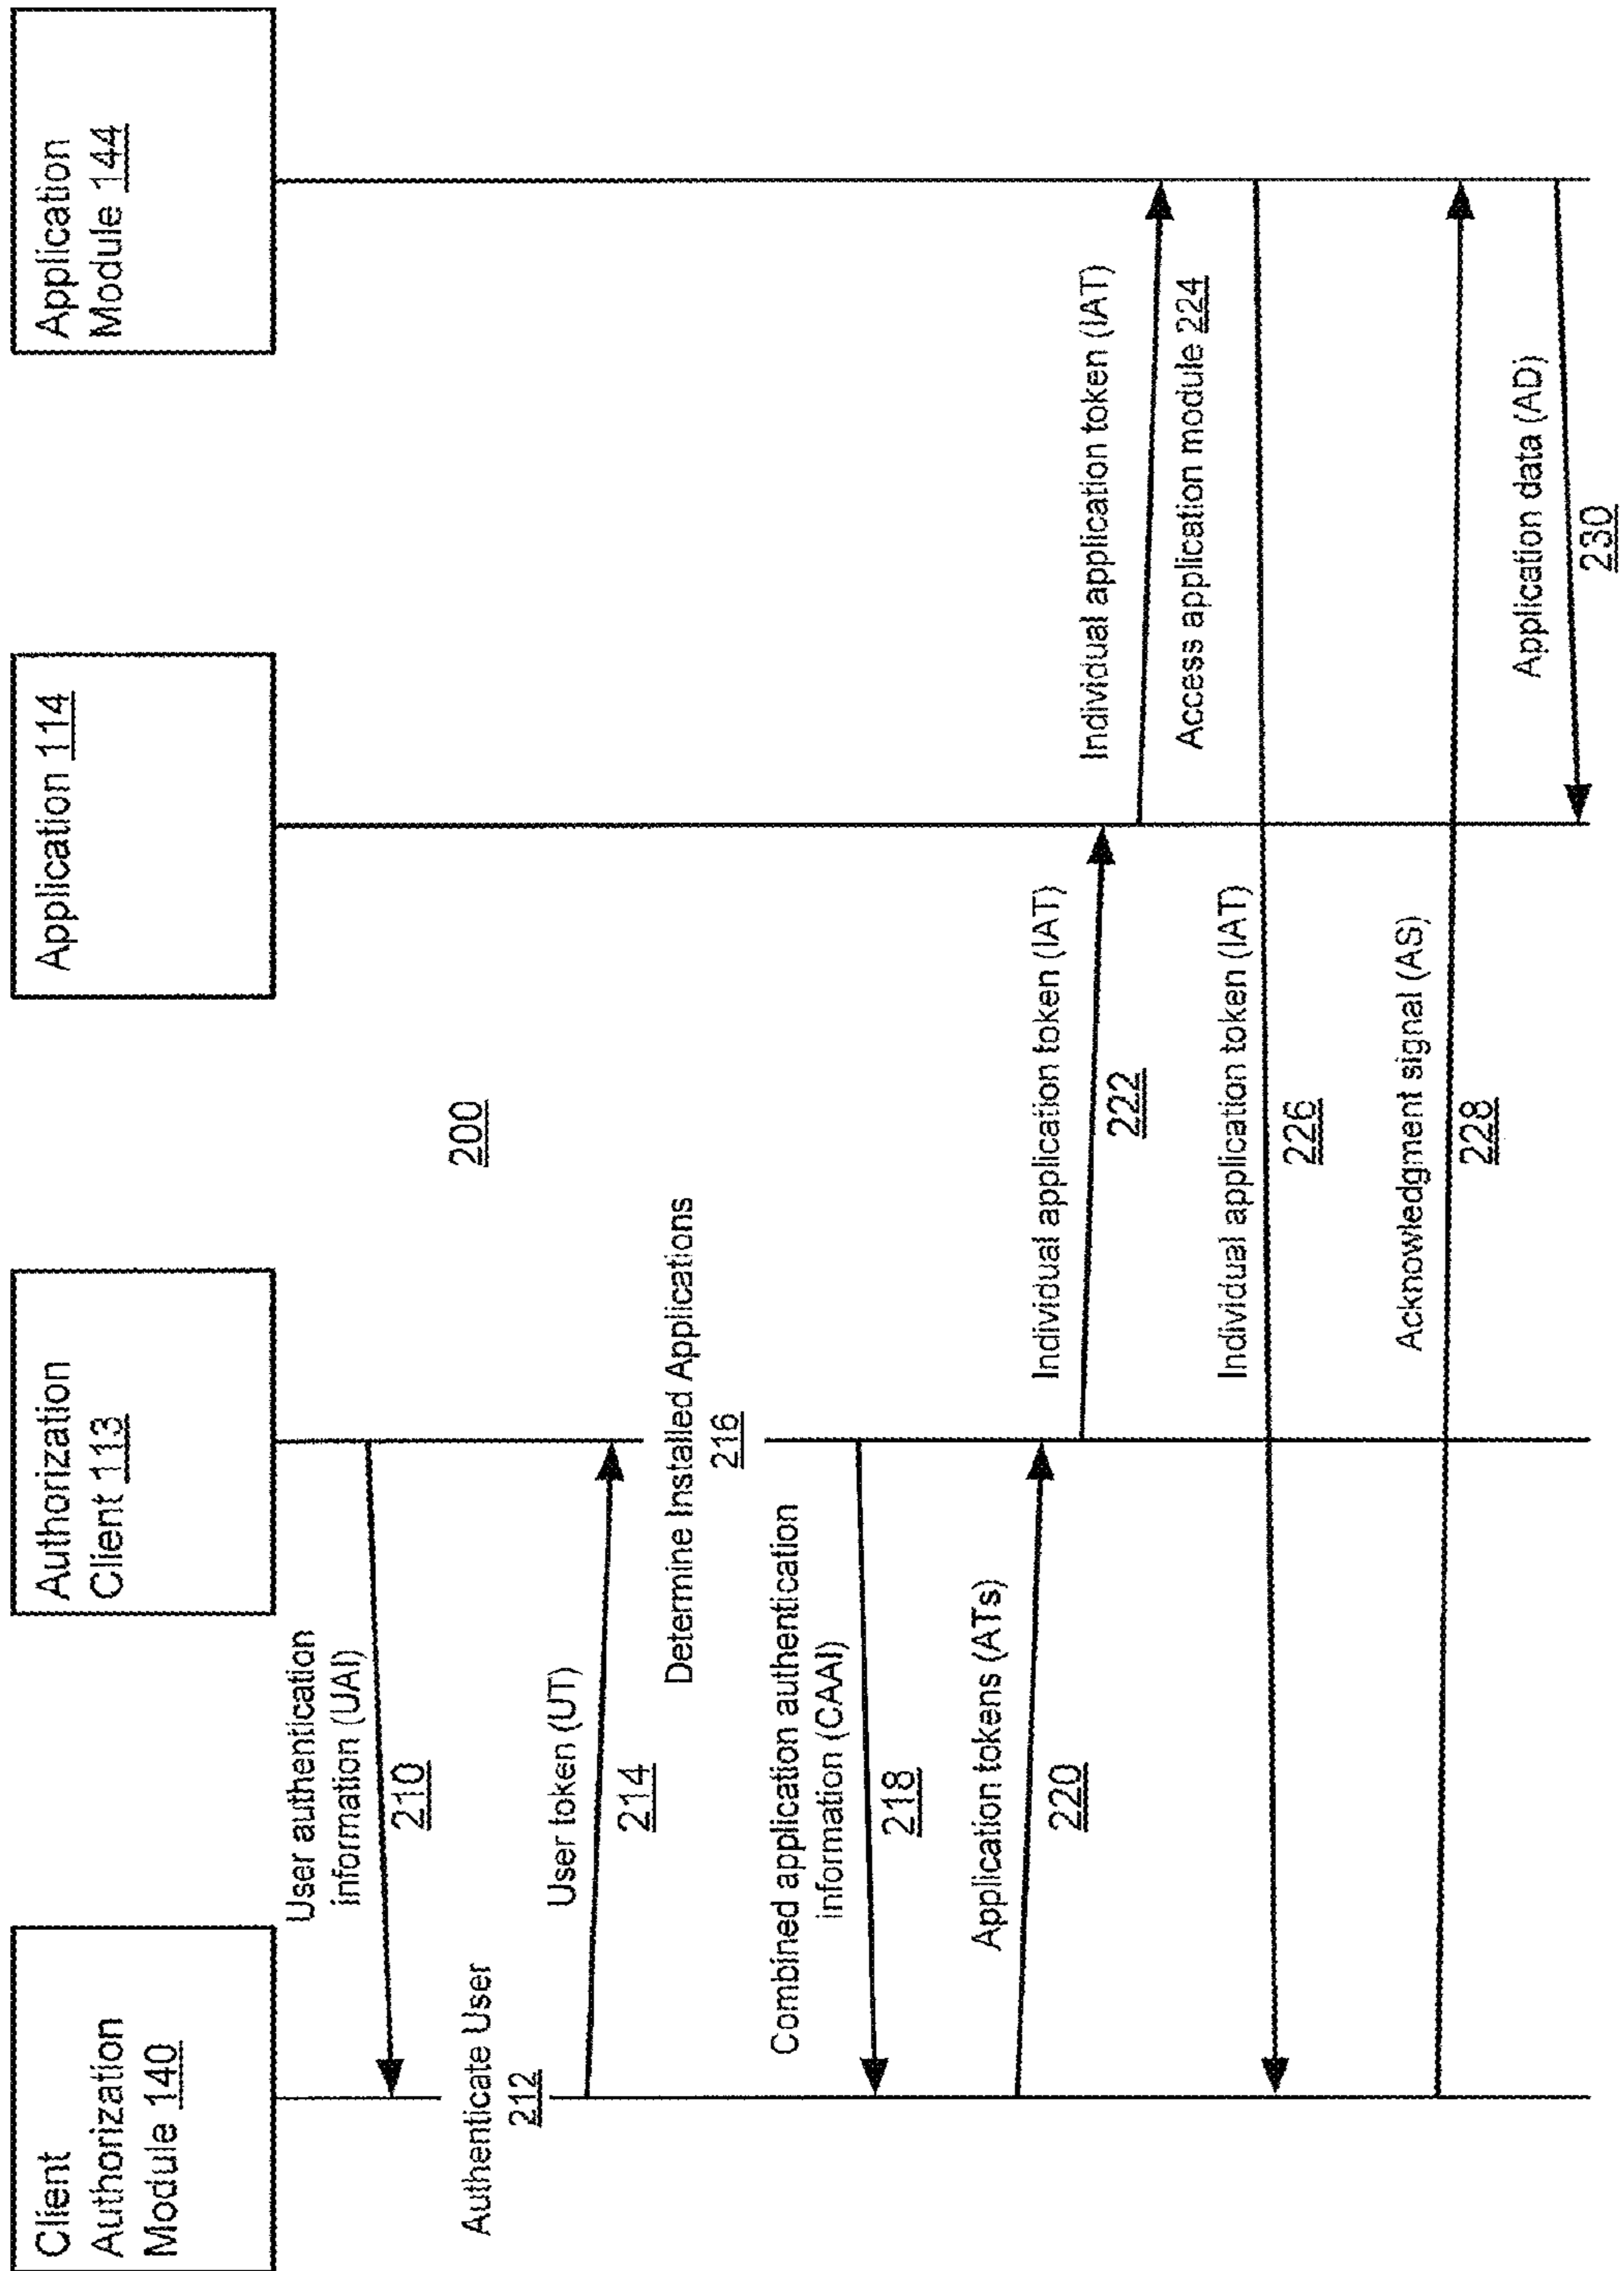 Client
Authorization
Module 140
Authorization
Client 113
Application 114
Application
Module 144
200
User authentication
information (UAI)
210
Authenticate User
212
User token (UT)
214
Determine Installed Applications
216
Combined application authentication
information (CAAI)
218
Application tokens (ATs)
220
Individual application token (IAT)
222
Individual application token (IAT)
Access application module 224
Individual application token (IAT)
226
Acknowledgment signal (AS)
228
Application data (AD)
230